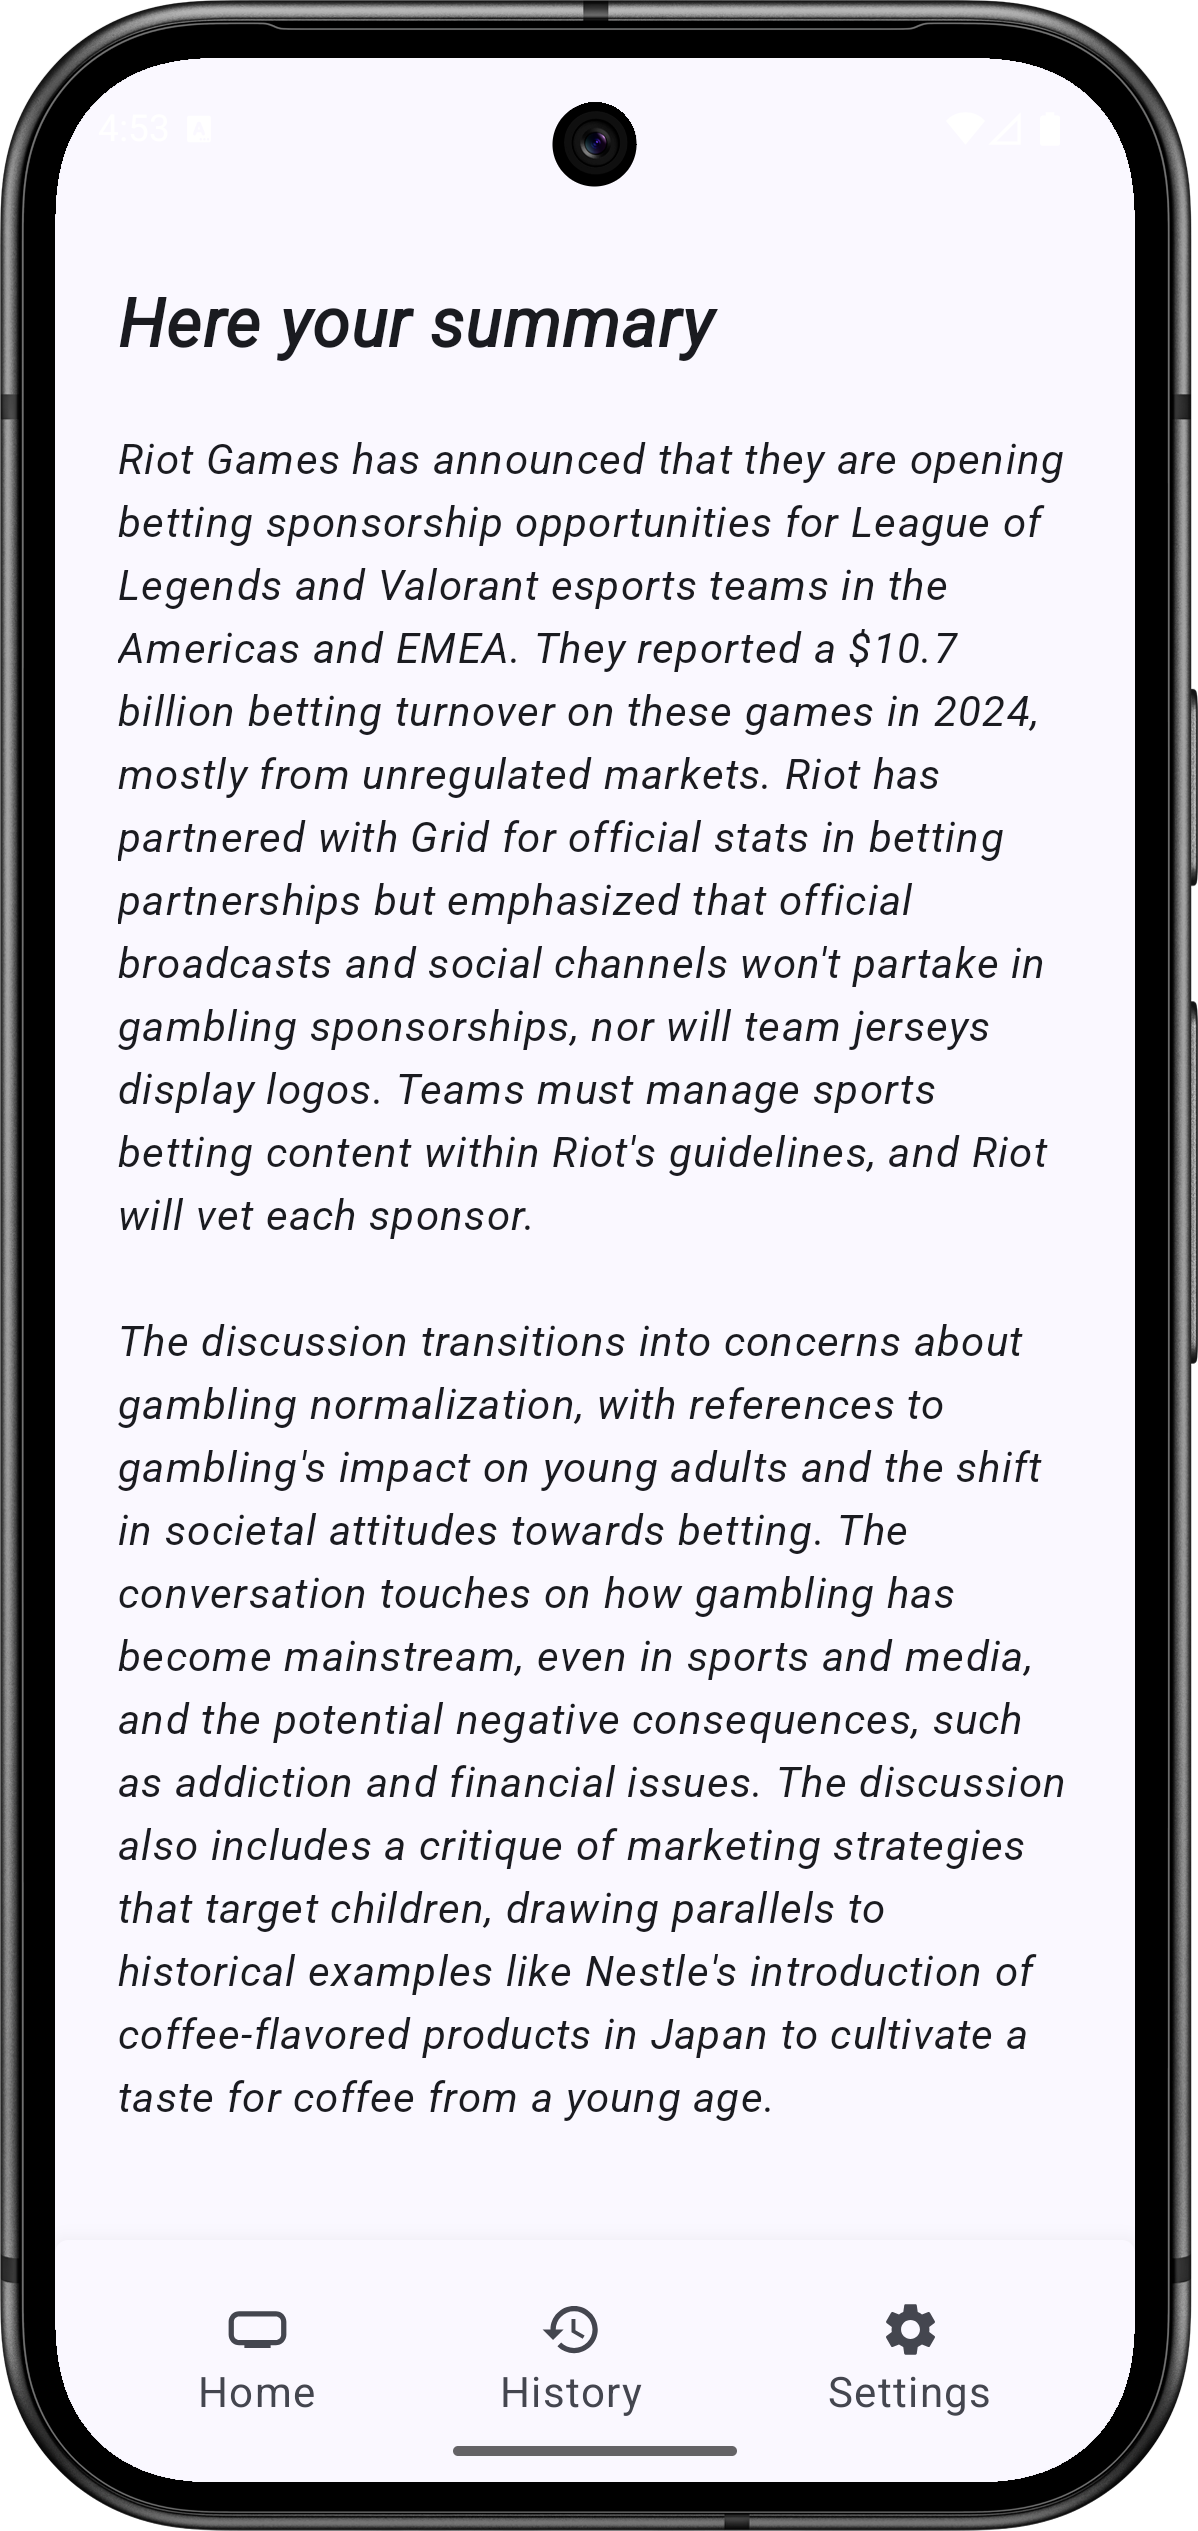 4:53 A
Here your summary
Riot Games has announced that they are opening
betting sponsorship opportunities for League of
Legends and Valorant esports teams in the
Americas and EMEA. They reported a $10.7
billion betting turnover on these games in 2024,
mostly from unregulated markets. Riot has
partnered with Grid for official stats in betting
partnerships but emphasized that official
broadcasts and social channels won't partake in
gambling sponsorships, nor will team jerseys
display logos. Teams must manage sports
betting content within Riot's guidelines, and Riot
will vet each sponsor.
The discussion transitions into concerns about
gambling normalization, with references to
gambling's impact on young adults and the shift
in societal attitudes towards betting. The
conversation touches on how gambling has
become mainstream, even in sports and media,
and the potential negative consequences, such
as addiction and financial issues. The discussion
also includes a critique of marketing strategies
that target children, drawing parallels to
historical examples like Nestle's introduction of
coffee-flavored products in Japan to cultivate a
taste for coffee from a young age.
Home History Settings